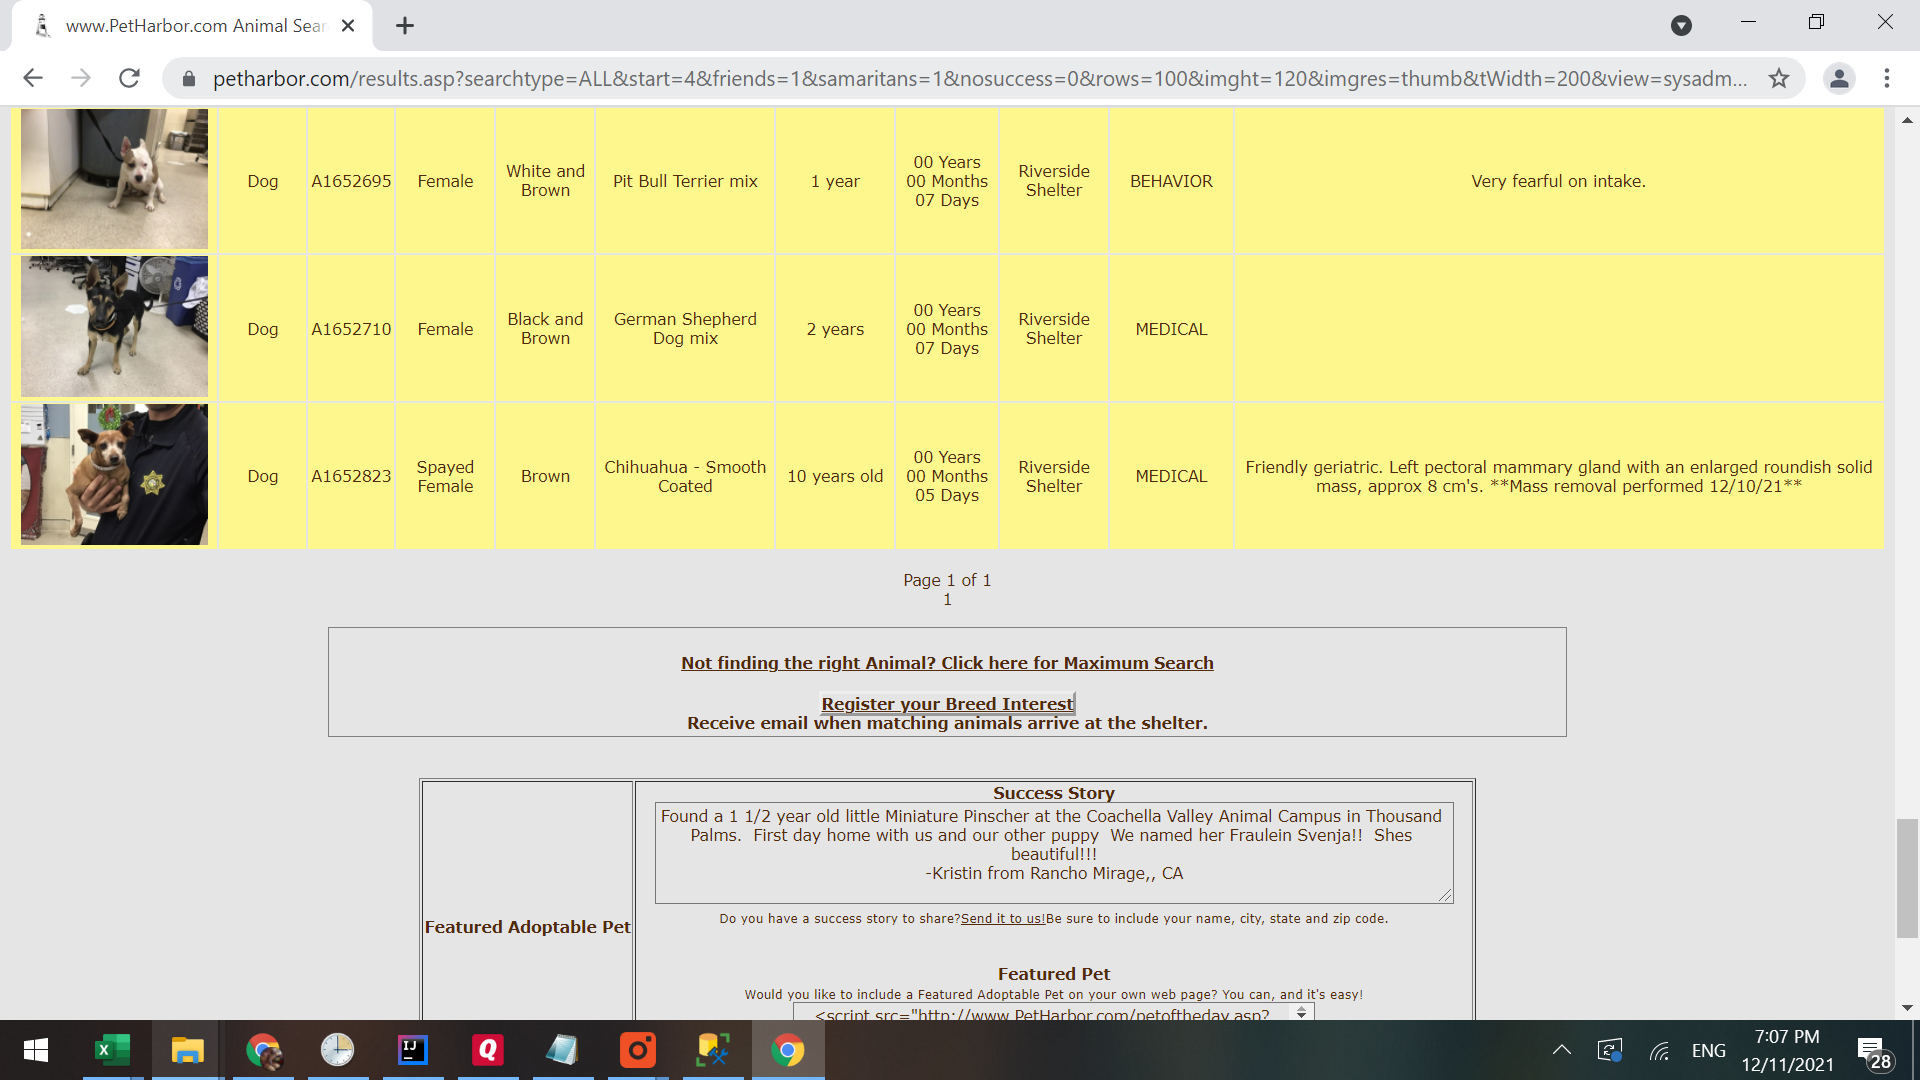 www.PetHarbor.com Animal Sear
petharbor.com/results.asp?searchtype=ALL&start=4&friends=1&samaritans=1&nosuccess=0&rows=100&imght=120&imgres=thumb&tWidth=200&view=sysadm...
Dog
A1652695
Female
White and
Brown
Pit Bull Terrier mix
1 year
00 Years
00 Months
07 Days
Riverside
Shelter
BEHAVIOR
Very fearful on intake.
Dog
A1652710
Female
Black and
Brown
German Shepherd
Dog mix
2 years
00 Years
00 Months
07 Days
Riverside
Shelter
MEDICAL
Dog
A1652823
Spayed
Female
Brown
Chihuahua - Smooth
Coated
10 years old
00 Years
00 Months
05 Days
Riverside
Shelter
MEDICAL
Friendly geriatric. Left pectoral mammary gland with an enlarged roundish solid
mass, approx 8 cm's. **Mass removal performed 12/10/21**
Page 1 of 1
1
Not finding the right Animal? Click here for Maximum Search
Register your Breed Interest
Receive email when matching animals arrive at the shelter.
Featured Adoptable Pet
Success Story
Found a 1 1/2 year old little Miniature Pinscher at the Coachella Valley Animal Campus in Thousand
Palms.  First day home with us and our other puppy  We named her Fraulein Svenja!!  Shes
beautiful!!!
-Kristin from Rancho Mirage,, CA
Do you have a success story to share?Send it to us!Be sure to include your name, city, state and zip code.
Featured Pet
Would you like to include a Featured Adoptable Pet on your own web page? You can, and it's easy!
<script src="http://www.PetHarbor.com/petoftheday.asp?
X
IJ
Q
ENG
7:07 PM
12/11/2021
28